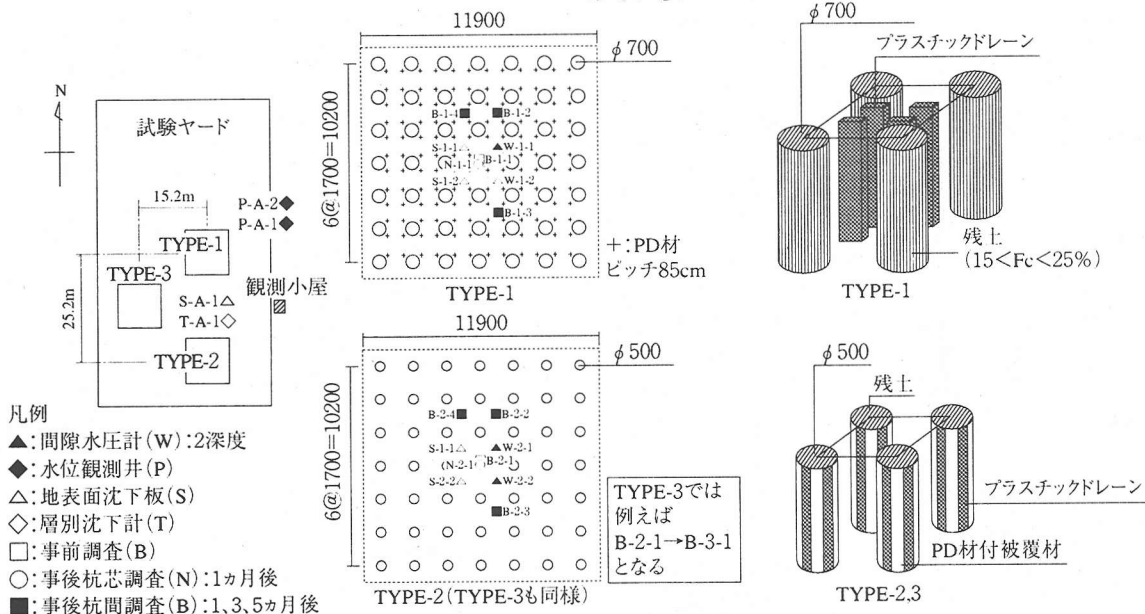 N
試験ヤード
15.2m
P-A-2◆
P-A-1◆
TYPE-1
TYPE-3
観測小屋
S-A-1△
T-A-1◇
25.2m
TYPE-2
凡例
▲:間隙水圧計(W):2深度
◆:水位観測井(P)
△:地表面沈下板(S)
◇:層別沈下計(T)
□:事前調査(B)
○:事後杭芯調査(N):1ヵ月後
■:事後杭間調査(B):1、3、5ヵ月後
11900
φ700
6@1700=10200
B-1-4■
■B-1-2
S-1-1△
▲W-1-1
N-1-1
B-1-1
S-1-2△
△W-1-2
■B-1-3
+:PD材
ピッチ85cm
TYPE-1
11900
φ500
6@1700=10200
B-2-4■
■B-2-2
S-1-1△
▲W-2-1
N-2-1
B-2-1
S-2-2△
▲W-2-2
■B-2-3
TYPE-3では
例えば
B-2-1→B-3-1
となる
TYPE-2(TYPE-3も同様)
φ700
プラスチックドレーン
残土
(15<Fc<25%)
TYPE-1
φ500
残土
プラスチックドレーン
PD材付被覆材
TYPE-2,3